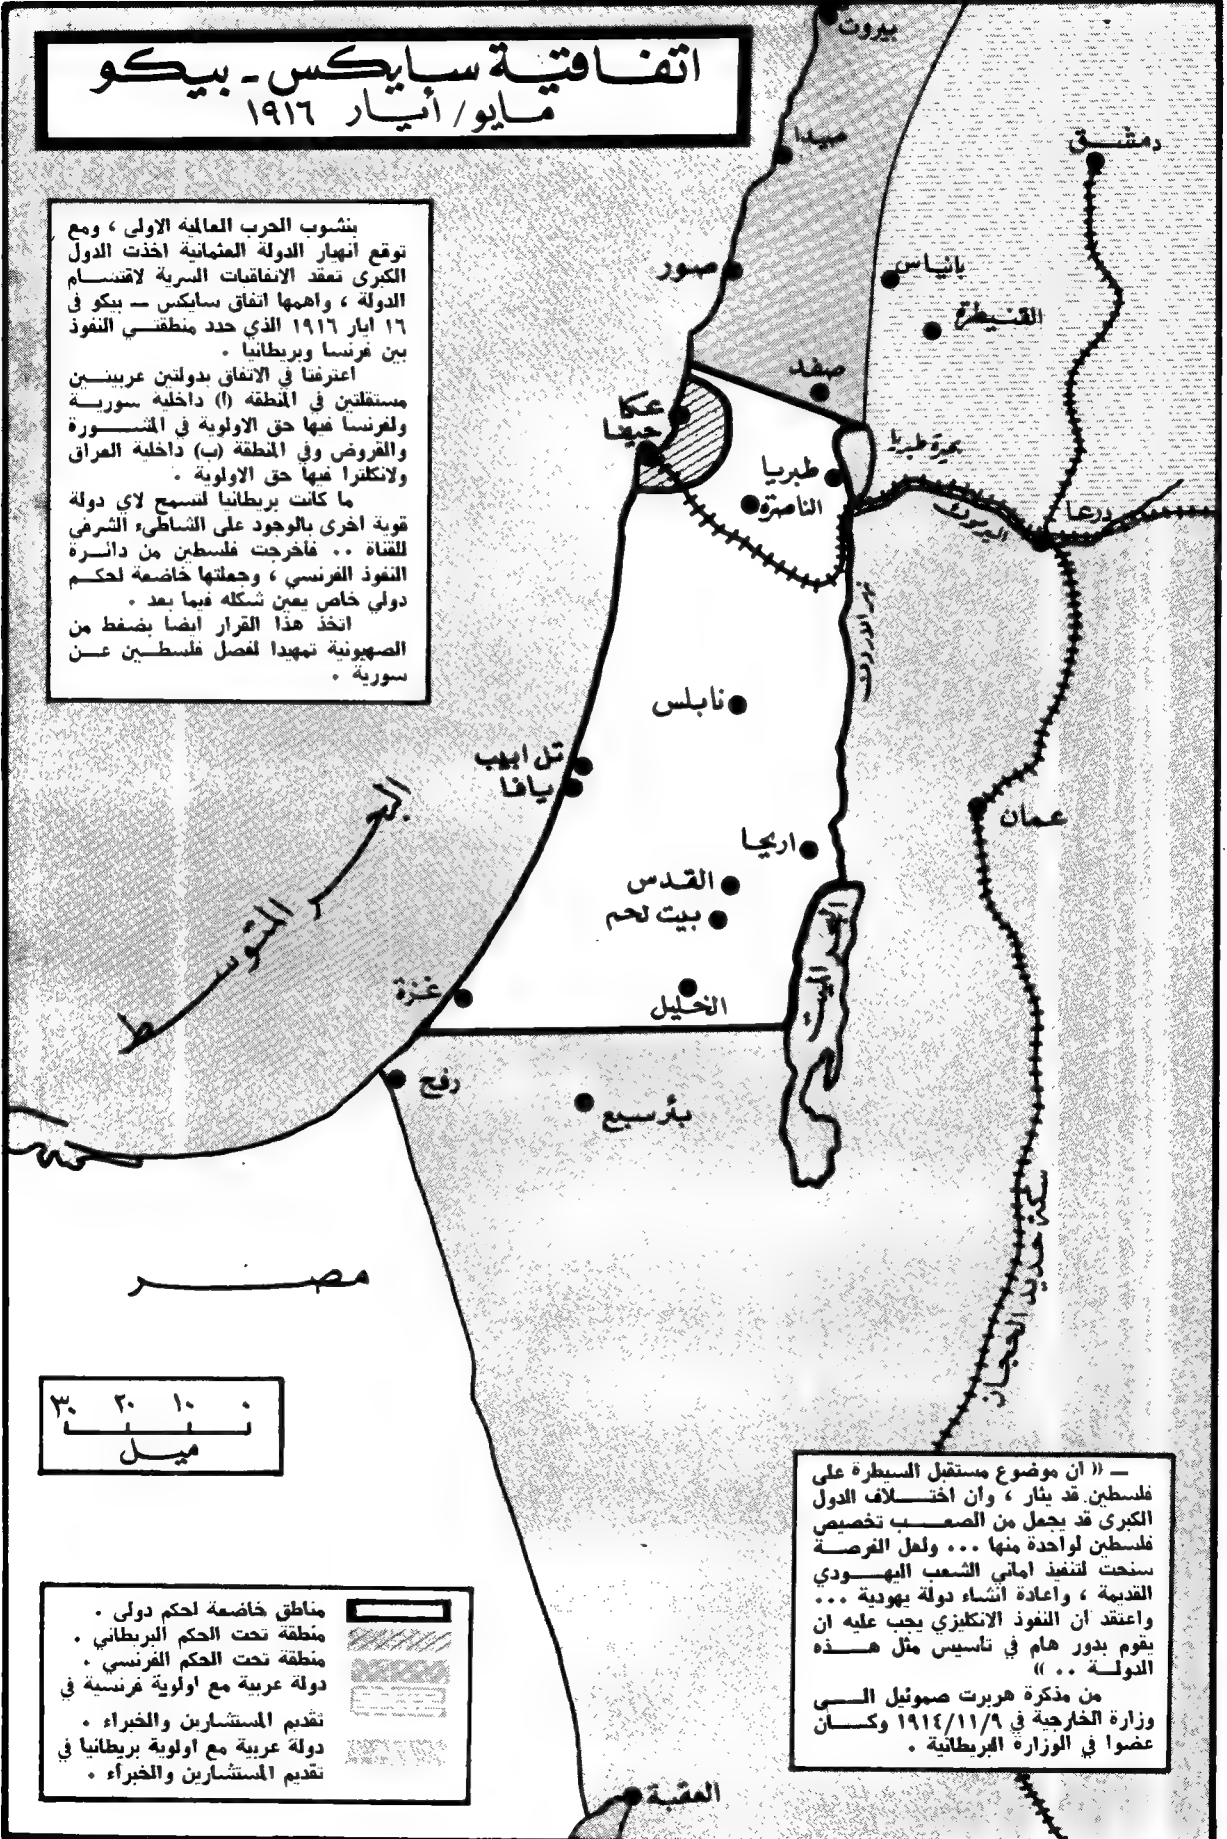 اتفاقية سايكس - بيكو
مايو / أيار ١٩١٦
بنشوب الحرب العالمية الاولى ، ومع
توقع انهيار الدولة العثمانية اخذت الدول
الكبرى تعقد الاتفاقيات السرية لاقتسام
الدولة ، واهمها اتفاق سايكس – بيكو في
١٦ ايار ١٩١٦ الذي حدد منطقتي النفوذ
بين فرنسا وبريطانيا .
اعترفتا في الاتفاق بدولتين عربيتين
مستقلتين في المنطقة (ا) داخلية سورية
ولفرنسا فيها حق الاولوية في المشورة
والقروض وفي المنطقة (ب) داخلية العراق
ولانكلترا فيها حق الاولوية .
ما كانت بريطانيا لتسمح لاي دولة
قوية اخرى بالوجود على الشاطىء الشرقي
للقناة .. فأخرجت فلسطين من دائرة
النفوذ الفرنسي ، وجعلتها خاضعة لحكم
دولي خاص يعين شكله فيما بعد .
اتخذ هذا القرار ايضا بضغط من
الصهيونية تمهيدا لفصل فلسطين عن
سورية .
بيروت
صيدا
دمشق
صور
بانياس
القنيطرة
صفد
عكا
حيفا
بحيرة طبريا
طبريا
الناصرة
درعا
اليرموك
نهر الاردن
نابلس
تل ابيب
يافا
عمان
اريحا
القدس
بيت لحم
البحر الميت
البحر المتوسط
غزة
الخليل
رفح
بئر سبع
سكة حديد الحجاز
مصر
٣٠ ٢٠ ١٠ ٠
ميل
مناطق خاضعة لحكم دولي .
منطقة تحت الحكم البريطاني .
منطقة تحت الحكم الفرنسي .
دولة عربية مع اولوية فرنسية في
تقديم المستشارين والخبراء .
دولة عربية مع اولوية بريطانيا في
تقديم المستشارين والخبراء .
— « ان موضوع مستقبل السيطرة على
فلسطين قد يثار ، وان اختلاف الدول
الكبرى قد يجعل من الصعب تخصيص
فلسطين لواحدة منها ... ولعل الفرصة
سنحت لتنفيذ اماني الشعب اليهودي
القديمة ، واعادة انشاء دولة يهودية ...
واعتقد ان النفوذ الانكليزي يجب عليه ان
يقوم بدور هام في تأسيس مثل هذه
الدولة .. »
من مذكرة هربرت صموئيل الى
وزارة الخارجية في ١٩١٤/١١/٩ وكان
عضوا في الوزارة البريطانية .
العقبة